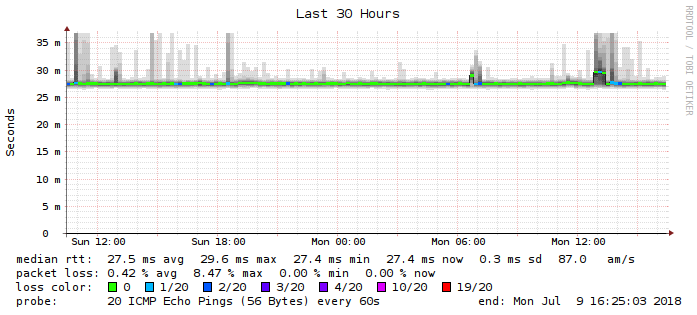 Last 30 Hours
RRDTOOL / TOBI OETIKER
Seconds
35 m
30 m
25 m
20 m
15 m
10 m
5 m
0
Sun 12:00 Sun 18:00 Mon 00:00 Mon 06:00 Mon 12:00
median rtt: 27.5 ms avg 29.6 ms max 27.4 ms min 27.4 ms now 0.3 ms sd 87.0 am/s
packet loss: 0.42 % avg 8.47 % max 0.00 % min 0.00 % now
loss color: 0 1/20 2/20 3/20 4/20 10/20 19/20
probe: 20 ICMP Echo Pings (56 Bytes) every 60s end: Mon Jul 9 16:25:03 2018